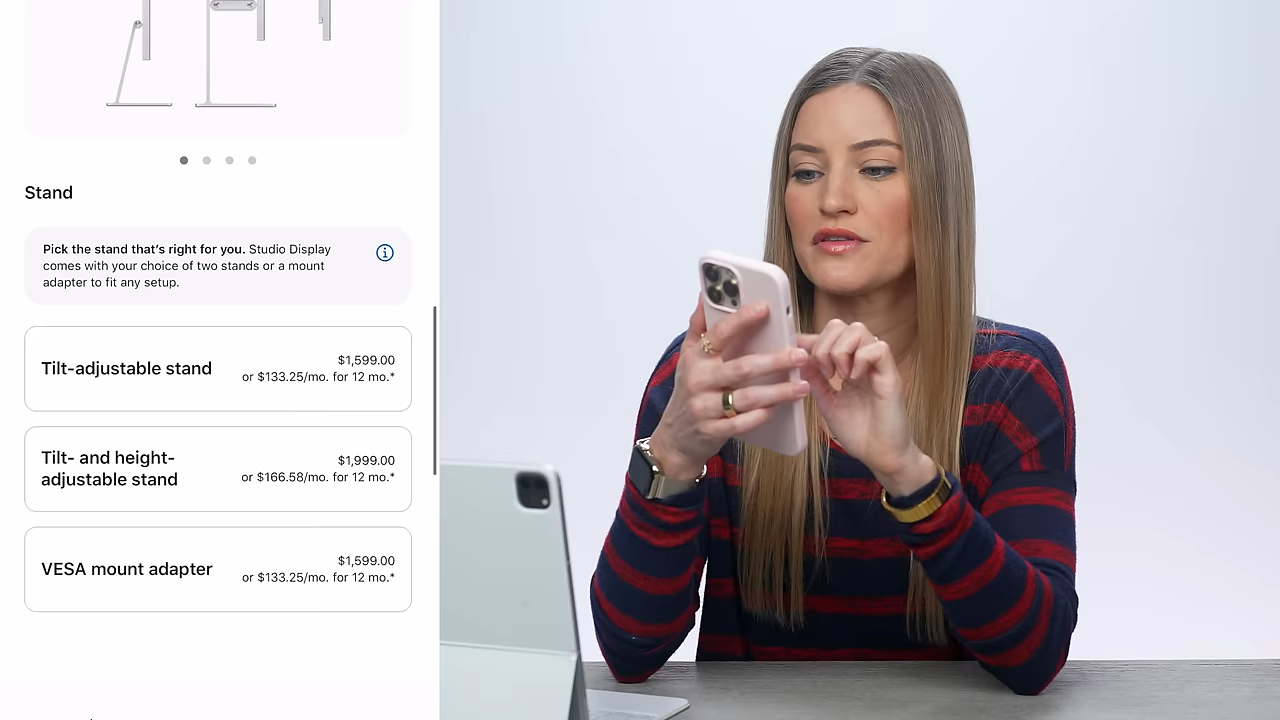 Stand
Pick the stand that's right for you. Studio Display
comes with your choice of two stands or a mount
adapter to fit any setup.
Tilt-adjustable stand
$1,599.00
or $133.25/mo. for 12 mo.*
Tilt- and height-
adjustable stand
$1,999.00
or $166.58/mo. for 12 mo.*
VESA mount adapter
$1,599.00
or $133.25/mo. for 12 mo.*